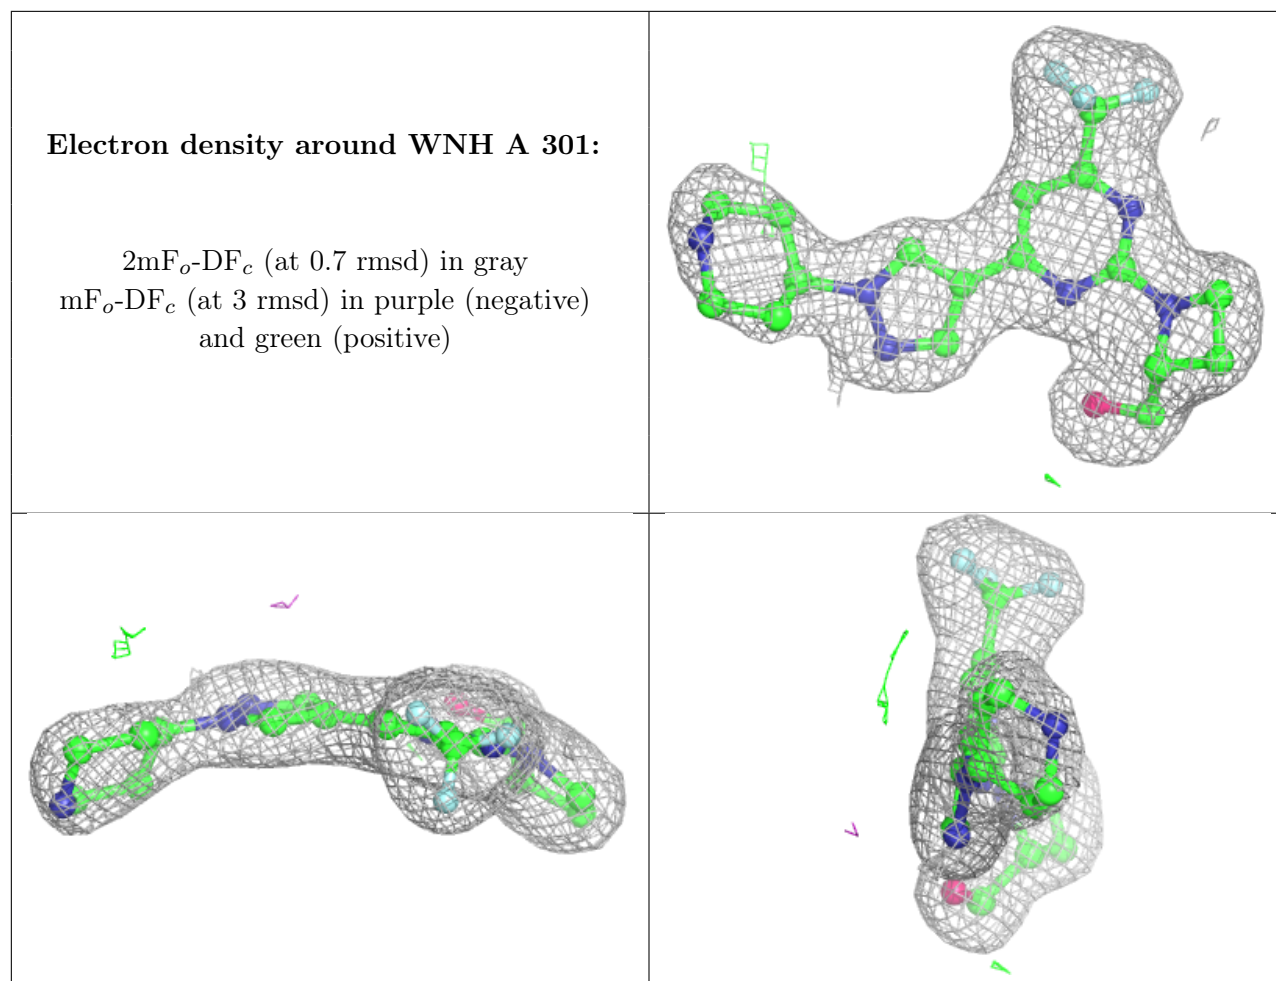 Electron density around WNH A 301:
2mFₒ-DF𝒸 (at 0.7 rmsd) in gray
mFₒ-DF𝒸 (at 3 rmsd) in purple (negative)
and green (positive)